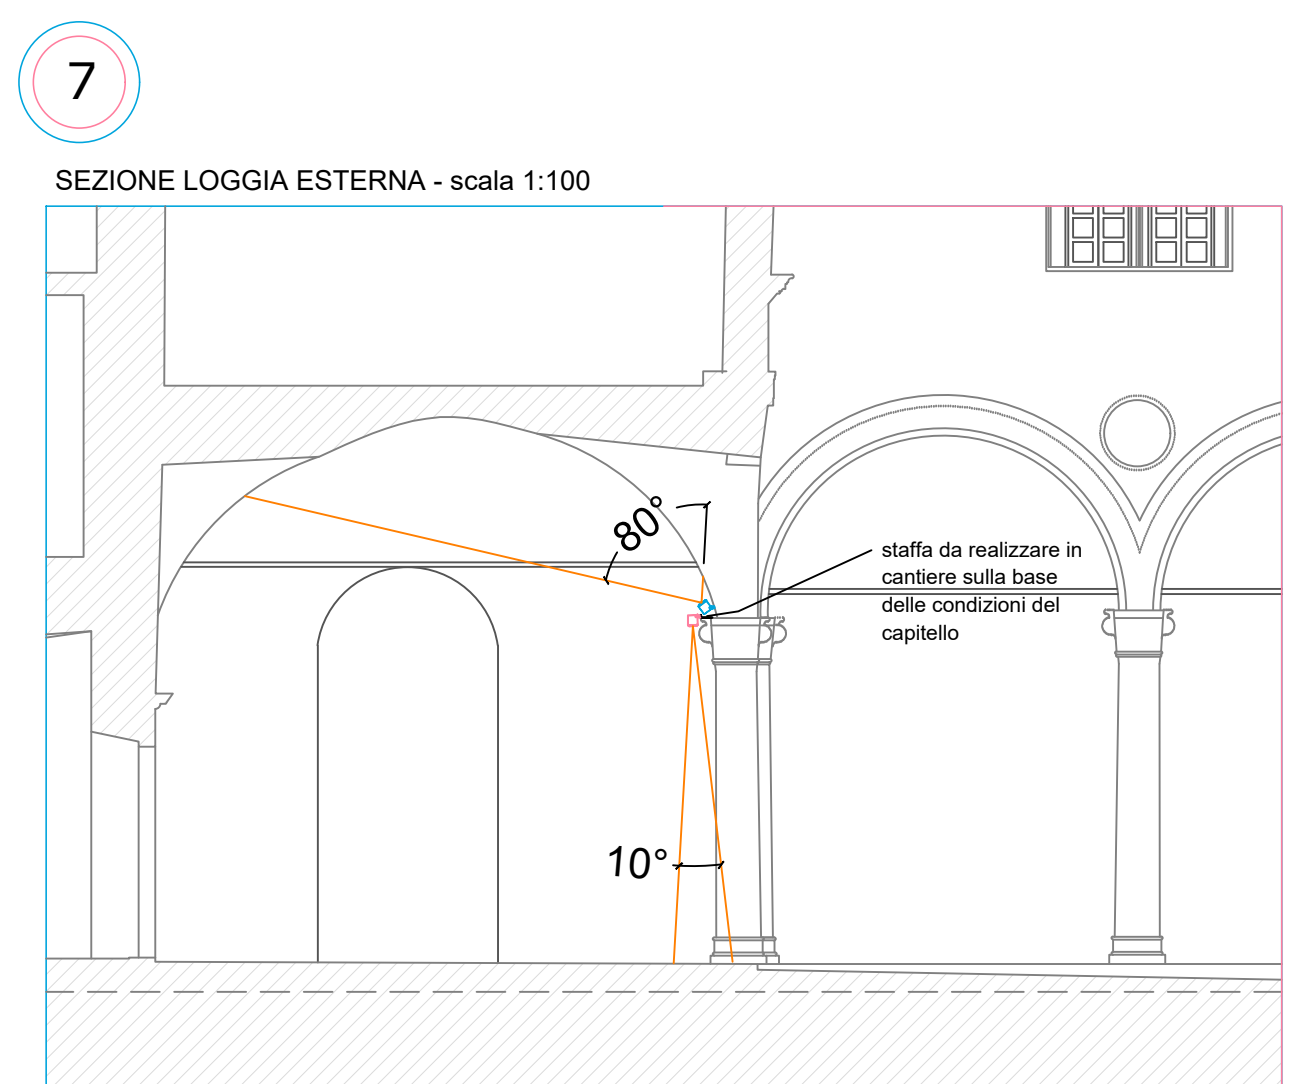 7
SEZIONE LOGGIA ESTERNA - scala 1:100
80°
staffa da realizzare in
cantiere sulla base
delle condizioni del
capitello
10°